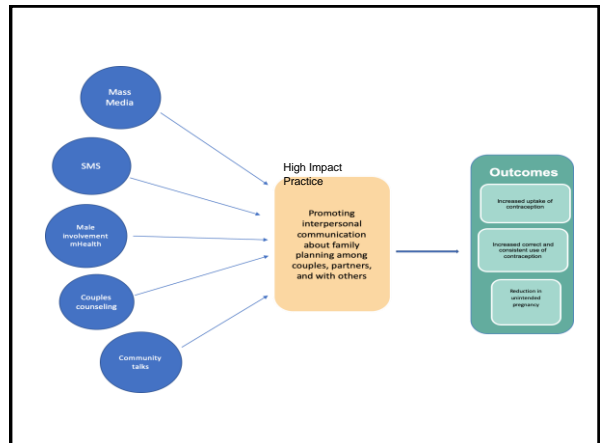 Mass
Media
SMS
Male
Involvement
mHealth
Couples
counseling
Community
talks
High Impact
Practice
Promoting
interpersonal
communication
about family
planning among
couples, partners,
and with others
Outcomes
Increased uptake of
contraception
Increased correct and
consistent use of
contraception
Reduction in
unintended
pregnancy